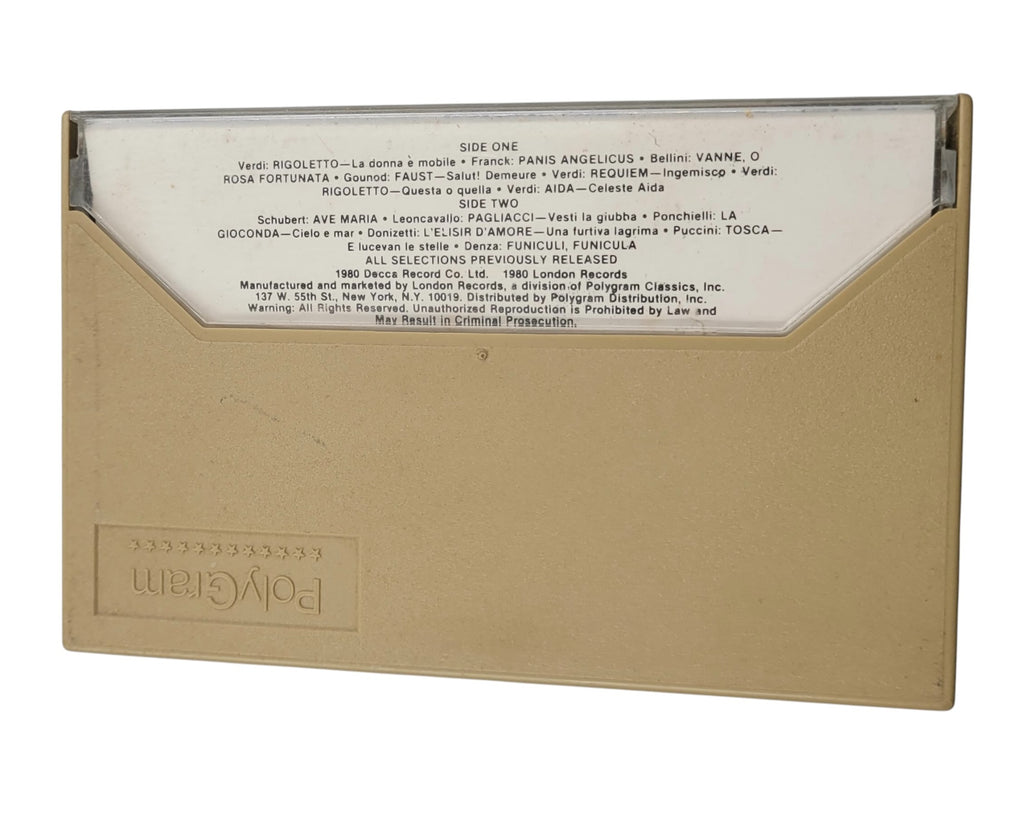 SIDE ONE
Verdi: RIGOLETTO—La donna è mobile • Franck: PANIS ANGELICUS • Bellini: VANNE, O
ROSA FORTUNATA • Gounod: FAUST—Salut! Demeure • Verdi: REQUIEM—Ingemisco • Verdi:
RIGOLETTO—Questa o quella • Verdi: AIDA—Celeste Aida
SIDE TWO
Schubert: AVE MARIA • Leoncavallo: PAGLIACCI—Vesti la giubba • Ponchielli: LA
GIOCONDA—Cielo e mar • Donizetti: L'ELISIR D'AMORE—Una furtiva lagrima • Puccini: TOSCA—
E lucevan le stelle • Denza: FUNICULI, FUNICULA
ALL SELECTIONS PREVIOUSLY RELEASED
1980 Decca Record Co. Ltd. 1980 London Records
Manufactured and marketed by London Records, a division of Polygram Classics, Inc.
137 W. 55th St., New York, N.Y. 10019. Distributed by Polygram Distribution, Inc.
Warning: All Rights Reserved. Unauthorized Reproduction is Prohibited by Law and
May Result in Criminal Prosecution.
PolyGram